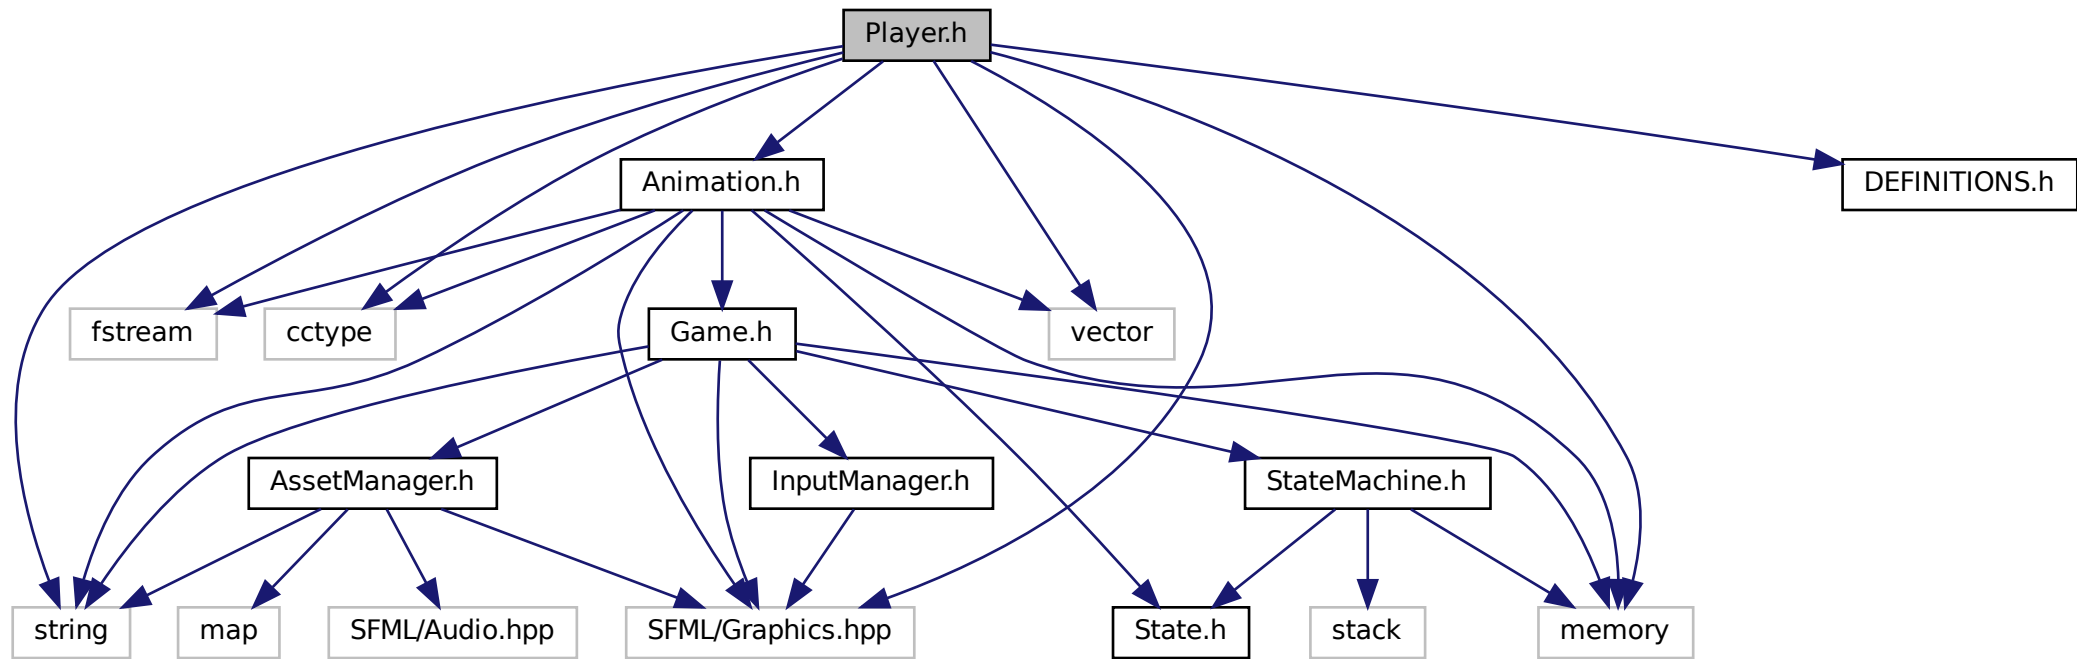 Player.h
Animation.h
DEFINITIONS.h
fstream
cctype
Game.h
vector
AssetManager.h
InputManager.h
StateMachine.h
string
map
SFML/Audio.hpp
SFML/Graphics.hpp
State.h
stack
memory